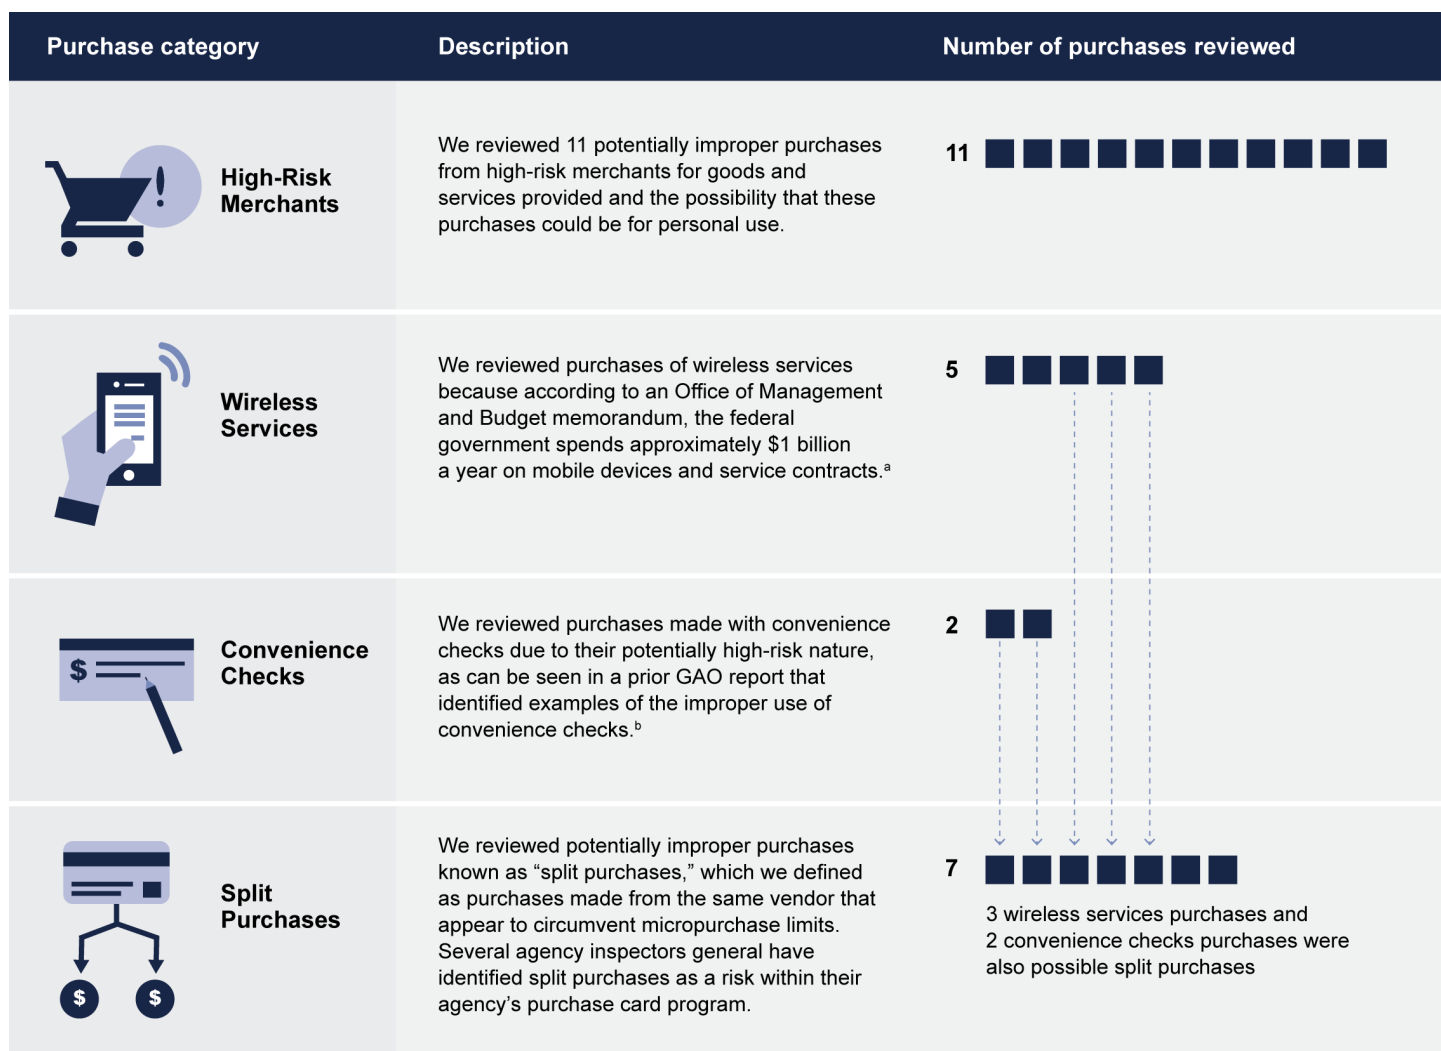 Purchase category
Description
Number of purchases reviewed
High-Risk
Merchants
We reviewed 11 potentially improper purchases
from high-risk merchants for goods and
services provided and the possibility that these
purchases could be for personal use.
11
!
Wireless
Services
We reviewed purchases of wireless services
because according to an Office of Management
and Budget memorandum, the federal
government spends approximately $1 billion
a year on mobile devices and service contracts.ᵃ
5
Convenience
Checks
$
We reviewed purchases made with convenience
checks due to their potentially high-risk nature,
as can be seen in a prior GAO report that
identified examples of the improper use of
convenience checks.ᵇ
2
Split
Purchases
$ $
We reviewed potentially improper purchases
known as “split purchases,” which we defined
as purchases made from the same vendor that
appear to circumvent micropurchase limits.
Several agency inspectors general have
identified split purchases as a risk within their
agency’s purchase card program.
7
3 wireless services purchases and
2 convenience checks purchases were
also possible split purchases